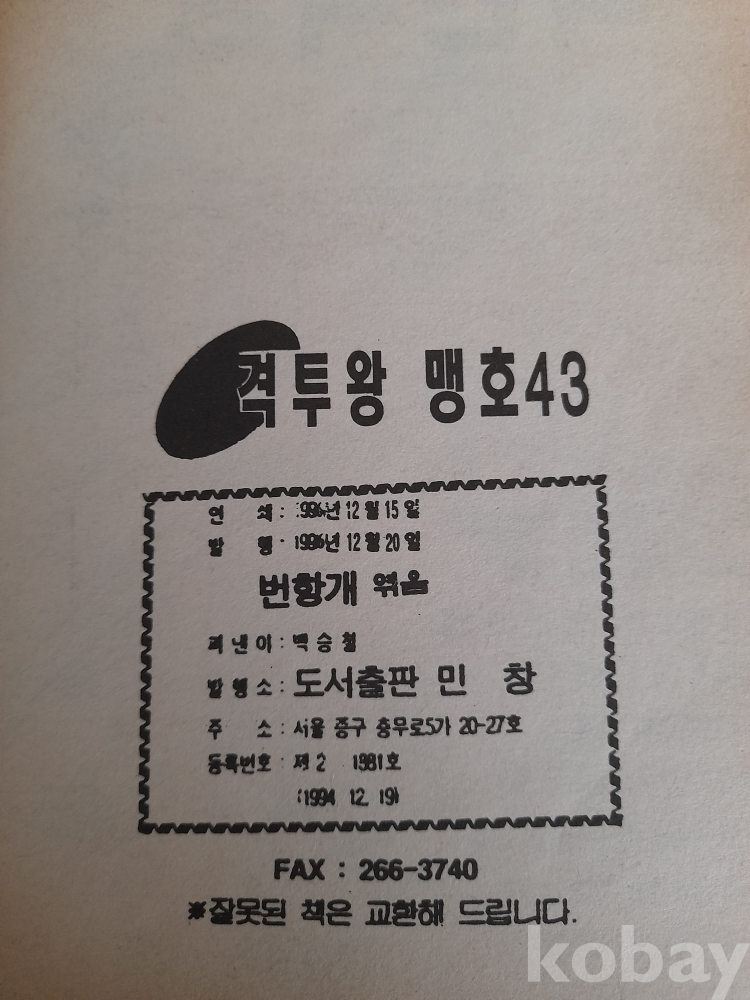 격투왕 맹호43
연 쇄 : 1996년 12월 15일
발 행 · 1996년 12월 20일
번항개 엮음
펴 낸 이 : 백 승 철
발 행 소 : 도서출판 민 창
주 소 : 서울 중구 충무로5가 20-27호
등록번호 : 제2 1981호
(1994 12. 19)
FAX : 266-3740
※잘못된 책은 교환해 드립니다.
kobay